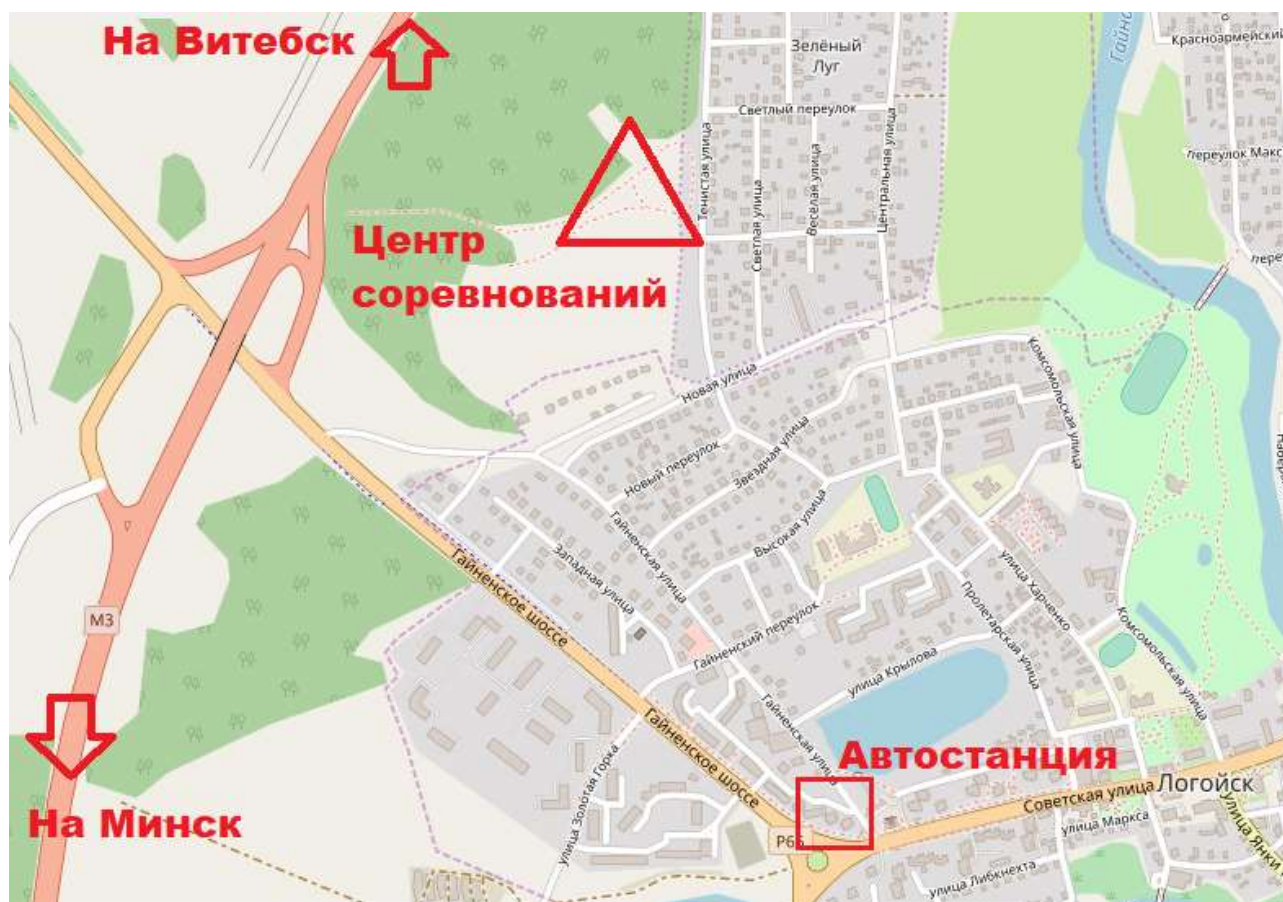 На Витебск
Зелёный
Луг
Гайна
Красноармейский
Светлый переулок
переулок Макс
Тенистая улица
Светлая улица
Весёлая улица
Центральная улица
Центр
соревнований
Новая улица
Комсомольская улица
Новый переулок
Звёздная улица
Гайненская улица
Высокая улица
Западная улица
Гайненское шоссе
улица Харченко
Пролетарская улица
Гайненский переулок
Комсомольская улица
M3
улица Крылова
Гайненское шоссе
Гайненская улица
улица Золотая Горка
Автостанция
Логойск
Советская улица
На Минск
улица Маркса
улица Либкнехта
улица Янки